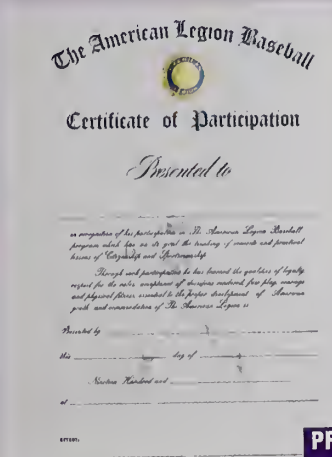 The American Legion Baseball
Certificate of Participation
Presented to
in recognition of his participation in The American Legion Baseball
program which has as its goal the teaching of and practical
lessons of Citizenship and Sportsmanship
Through such participation he has learned the qualities of loyalty
respect for the rules acceptance of decisions rendered fair play courage
and physical fitness essential to the proper development of American
youth and of The American Legion
Presented by
this day of
Nineteen Hundred and
at
ATTEST:
PR